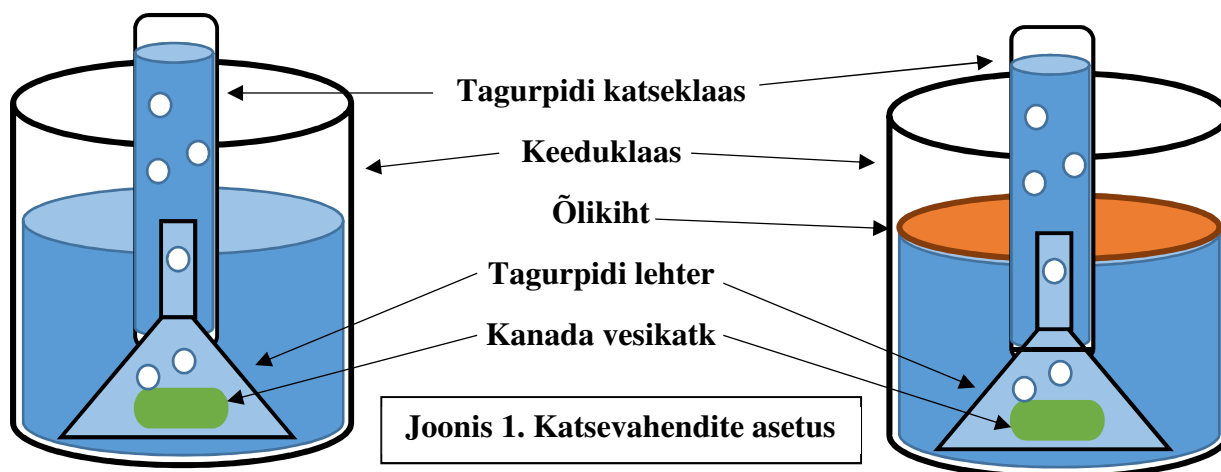 Tagurpidi katseklaas
Keeduklaas
Õlikiht
Tagurpidi lehter
Kanada vesikatk
Joonis 1. Katsevahendite asetus